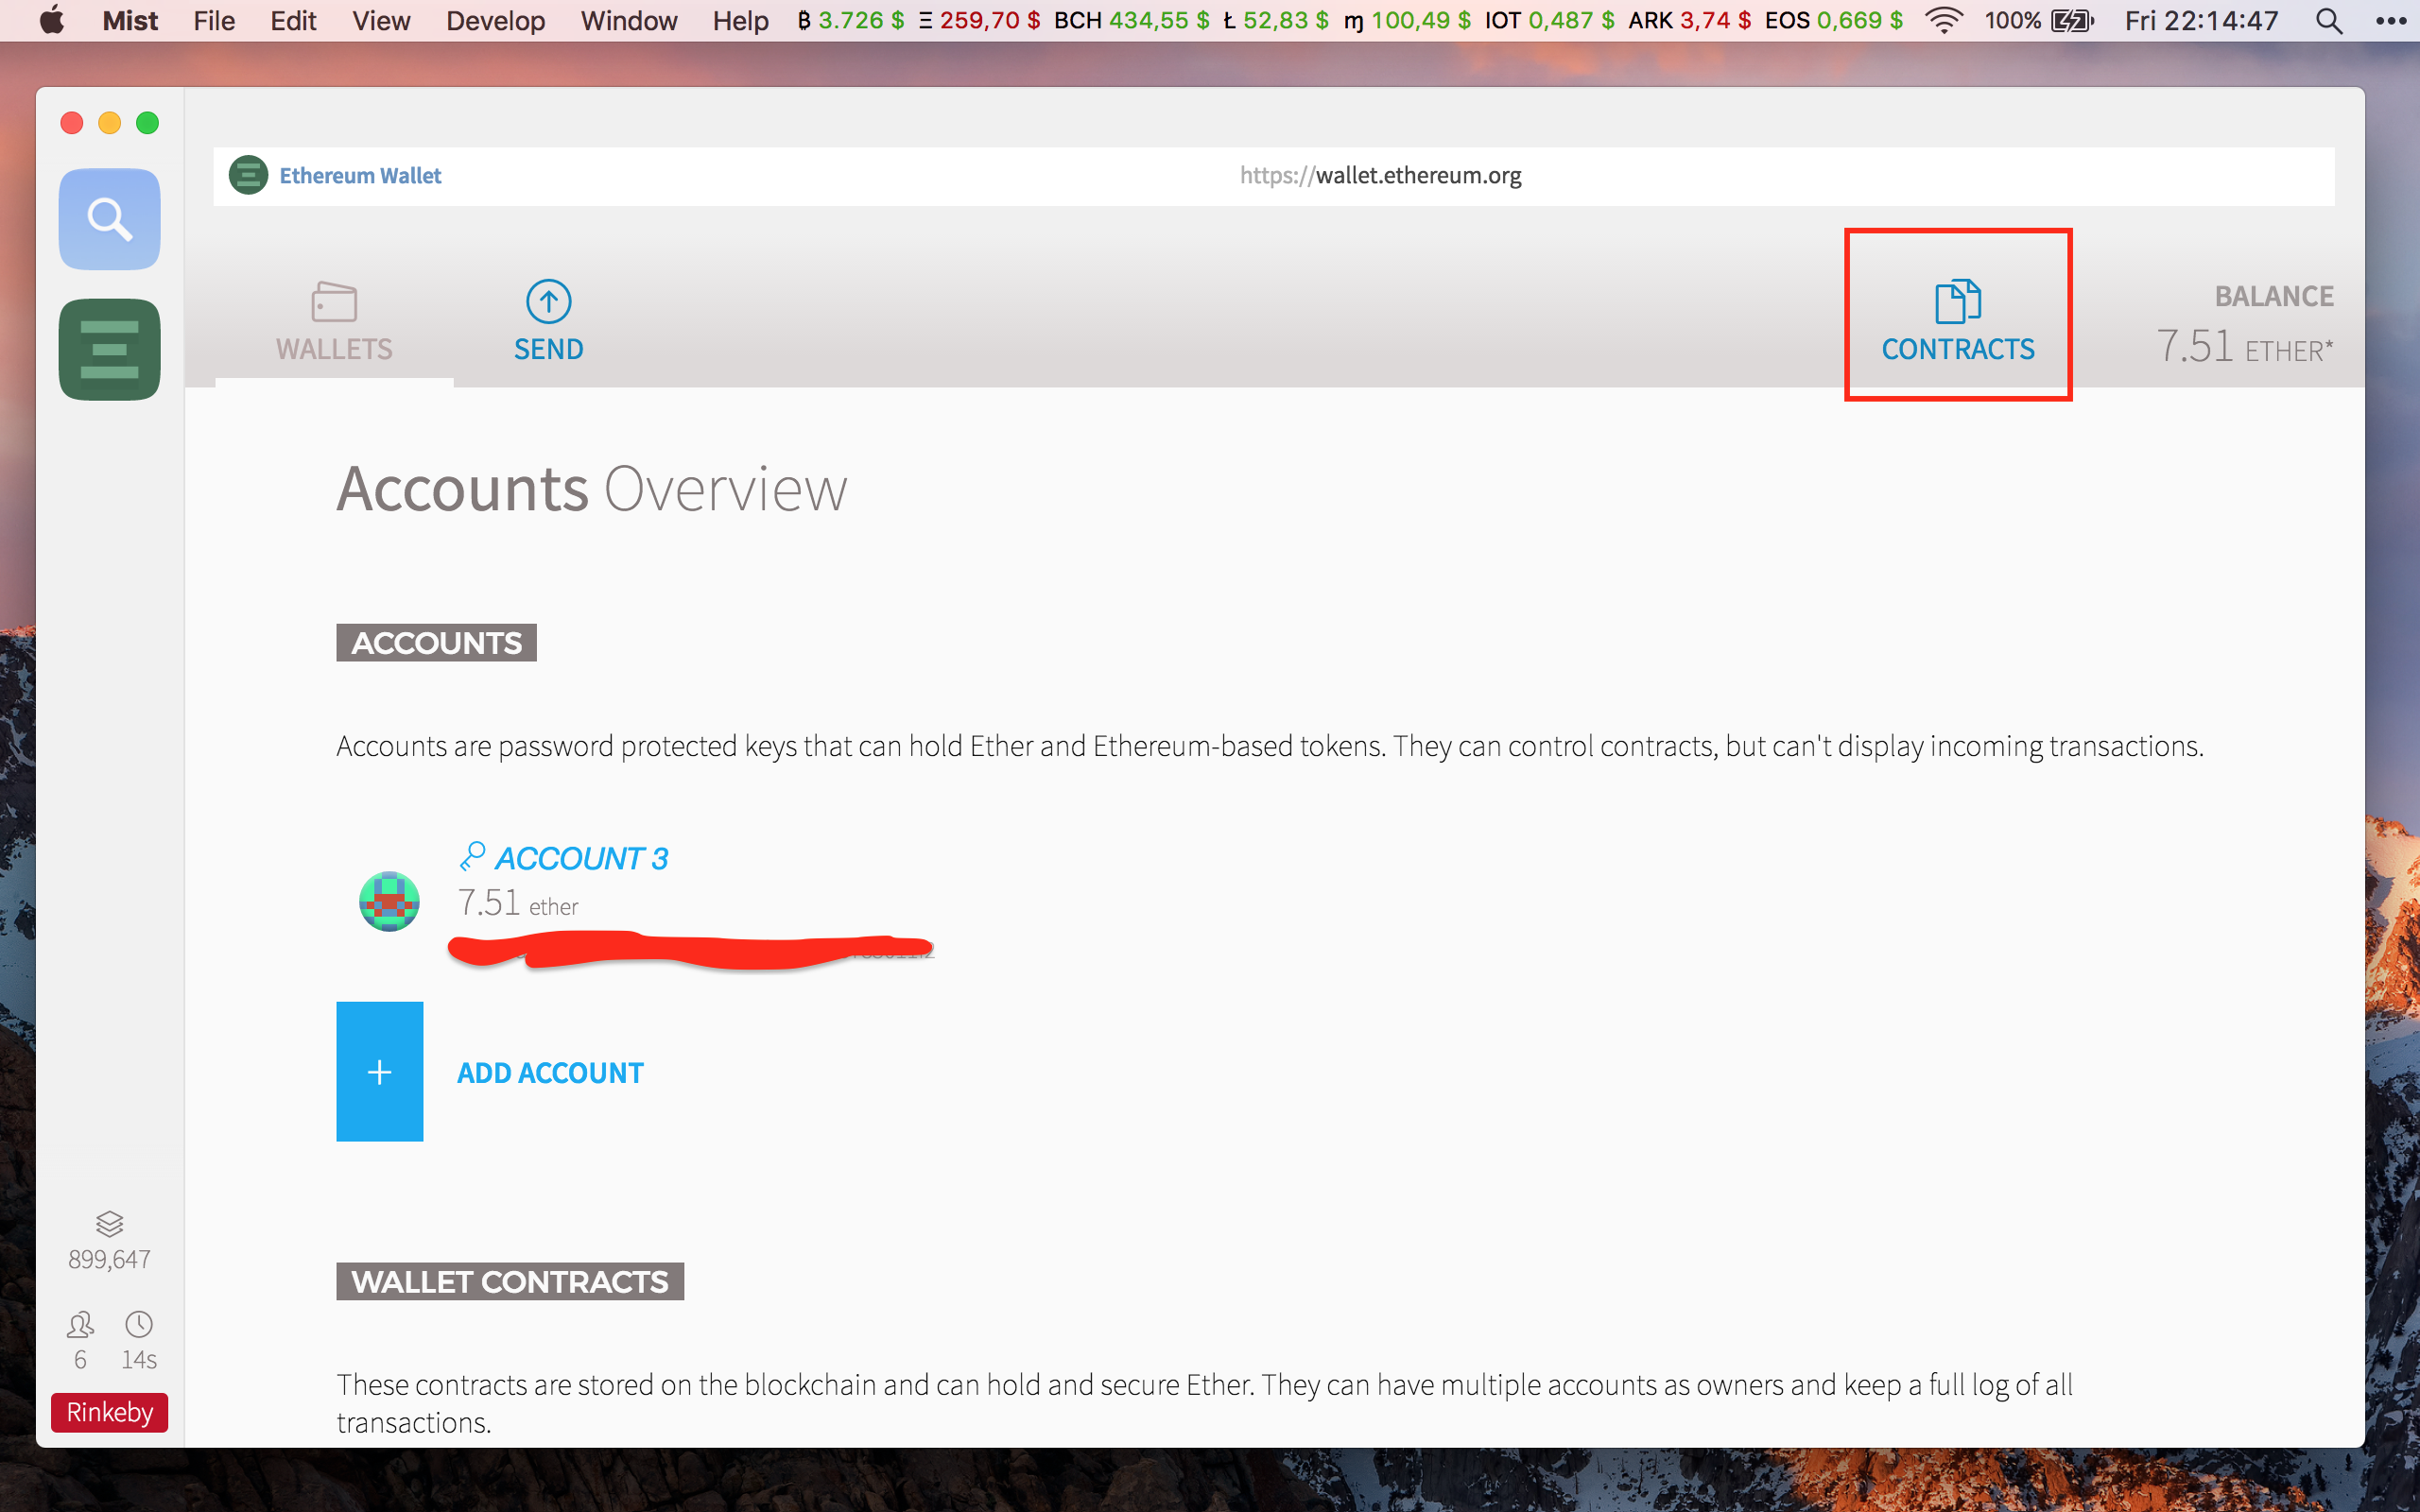 Mist File Edit View Develop Window Help ₿ 3.726 $ Ξ 259,70 $ BCH 434,55 $ Ł 52,83 $ ɱ 100,49 $ IOT 0,487 $ ARK 3,74 $ EOS 0,669 $ 100% Fri 22:14:47
Ethereum Wallet https://wallet.ethereum.org
WALLETS SEND CONTRACTS BALANCE
7.51 ETHER*
Accounts Overview
ACCOUNTS
Accounts are password protected keys that can hold Ether and Ethereum-based tokens. They can control contracts, but can't display incoming transactions.
ACCOUNT 3
7.51 ether
+ ADD ACCOUNT
WALLET CONTRACTS
These contracts are stored on the blockchain and can hold and secure Ether. They can have multiple accounts as owners and keep a full log of all
transactions.
899,647
6 14s
Rinkeby